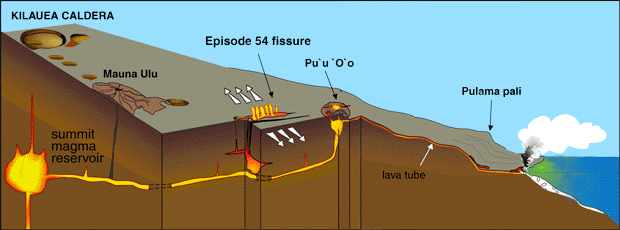 KILAUEA CALDERA
Episode 54 fissure
Mauna Ulu
Pu`u `O`o
Pulama pali
summit
magma
reservoir
lava tube